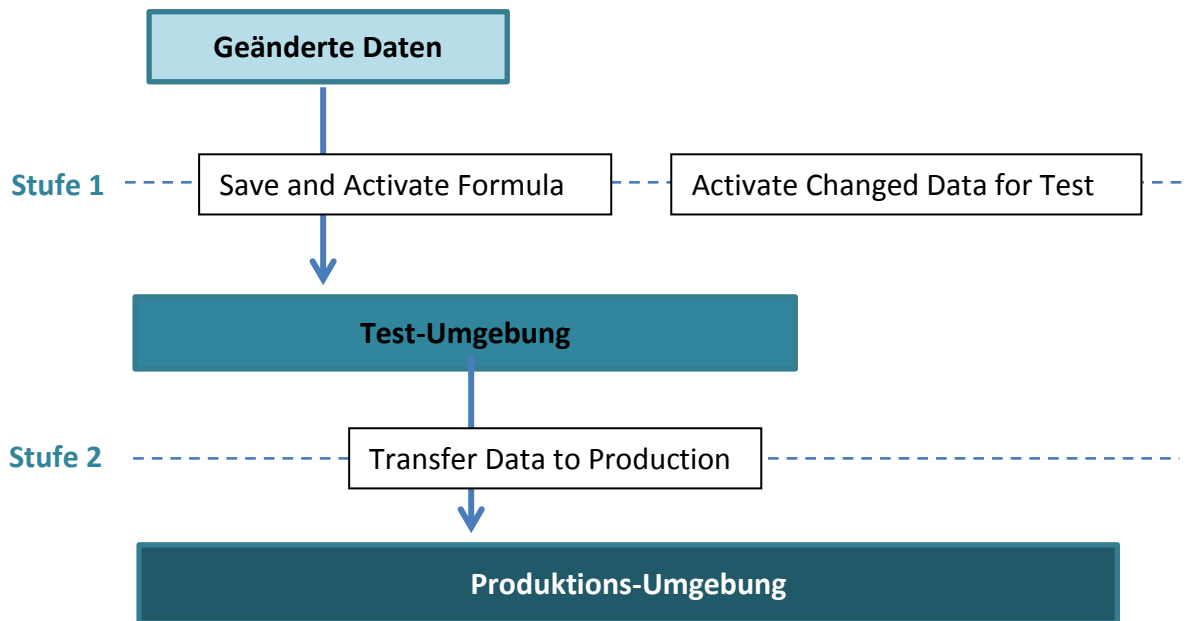 Geänderte Daten
Stufe 1
Save and Activate Formula
Activate Changed Data for Test
Test-Umgebung
Stufe 2
Transfer Data to Production
Produktions-Umgebung